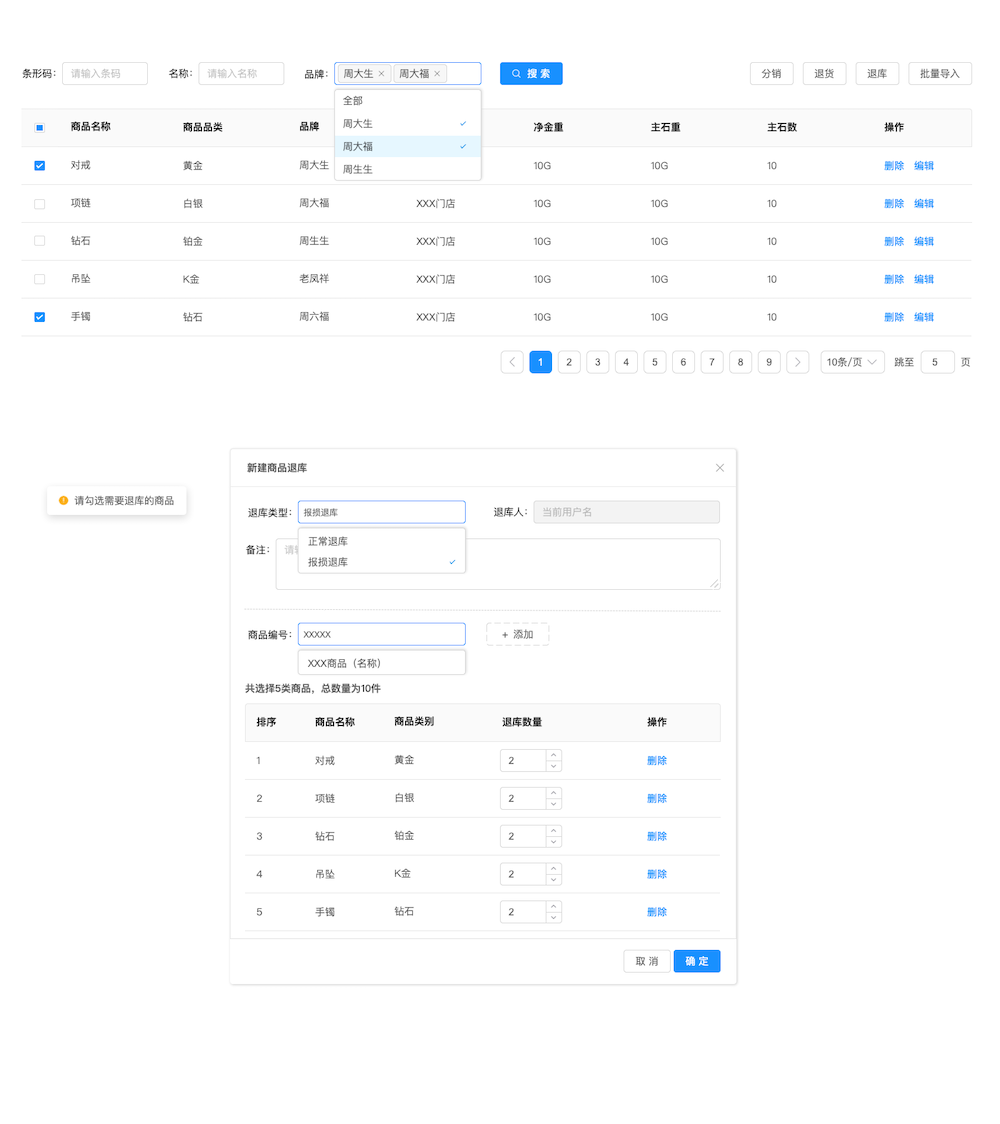 条形码: 请输入条码 名称: 请输入名称 品牌: 周大生 × 周大福 × 搜 索 分销 退货 退库 批量导入
全部
周大生
周大福
周生生
商品名称 商品品类 品牌 净金重 主石重 主石数 操作
对戒 黄金 周大生 10G 10G 10 删除 编辑
项链 白银 周大福 XXX门店 10G 10G 10 删除 编辑
钻石 铂金 周生生 XXX门店 10G 10G 10 删除 编辑
吊坠 K金 老凤祥 XXX门店 10G 10G 10 删除 编辑
手镯 钻石 周六福 XXX门店 10G 10G 10 删除 编辑
1 2 3 4 5 6 7 8 9 10条/页 跳至 5 页
请勾选需要退库的商品
新建商品退库
退库类型: 报损退库 退库人: 当前用户名
正常退库
报损退库
备注: 请
商品编号: XXXXX + 添加
XXX商品（名称）
共选择5类商品，总数量为10件
排序 商品名称 商品类别 退库数量 操作
1 对戒 黄金 2 删除
2 项链 白银 2 删除
3 钻石 铂金 2 删除
4 吊坠 K金 2 删除
5 手镯 钻石 2 删除
取 消 确 定